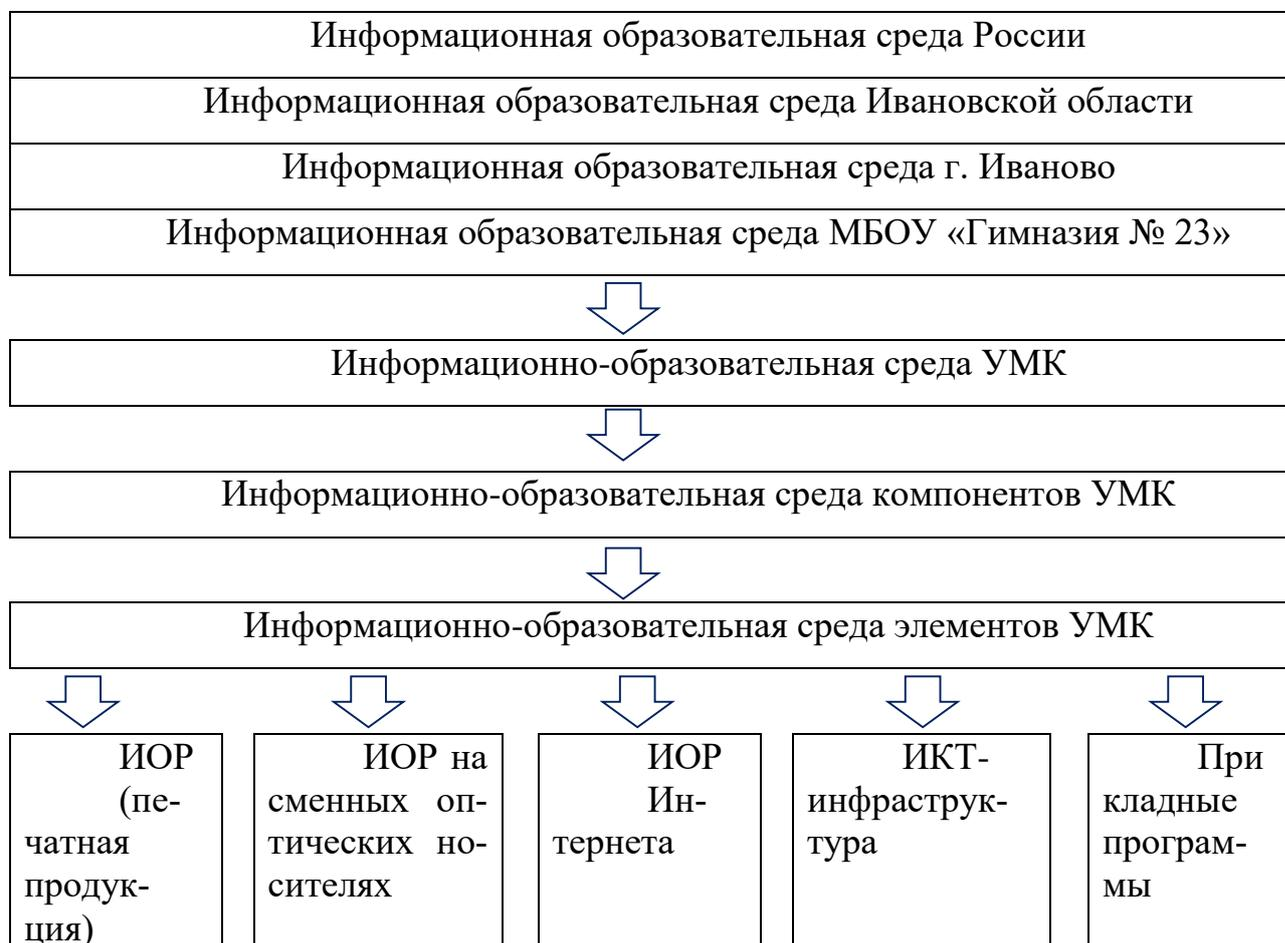 Информационная образовательная среда России
Информационная образовательная среда Ивановской области
Информационная образовательная среда г. Иваново
Информационная образовательная среда МБОУ «Гимназия № 23»
Информационно-образовательная среда УМК
Информационно-образовательная среда компонентов УМК
Информационно-образовательная среда элементов УМК
ИОР
(пе-
чатная
продук-
ция)
ИОР на
сменных оп-
тических но-
сителях
ИОР
Ин-
тернета
ИКТ-
инфраструк-
тура
При
кладные
програм-
мы